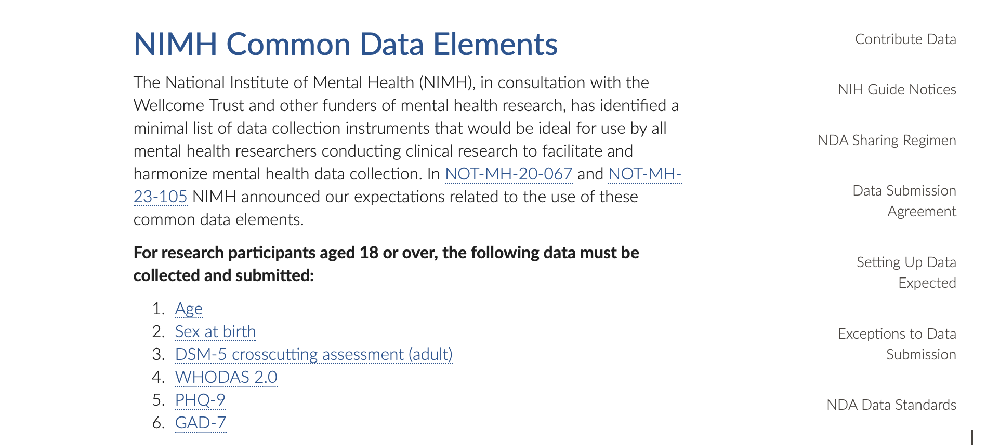 NIMH Common Data Elements
The National Institute of Mental Health (NIMH), in consultation with the
Wellcome Trust and other funders of mental health research, has identified a
minimal list of data collection instruments that would be ideal for use by all
mental health researchers conducting clinical research to facilitate and
harmonize mental health data collection. In NOT-MH-20-067 and NOT-MH-
23-105 NIMH announced our expectations related to the use of these
common data elements.
For research participants aged 18 or over, the following data must be
collected and submitted:
1. Age
2. Sex at birth
3. DSM-5 crosscutting assessment (adult)
4. WHODAS 2.0
5. PHQ-9
6. GAD-7
Contribute Data
NIH Guide Notices
NDA Sharing Regimen
Data Submission
Agreement
Setting Up Data
Expected
Exceptions to Data
Submission
NDA Data Standards